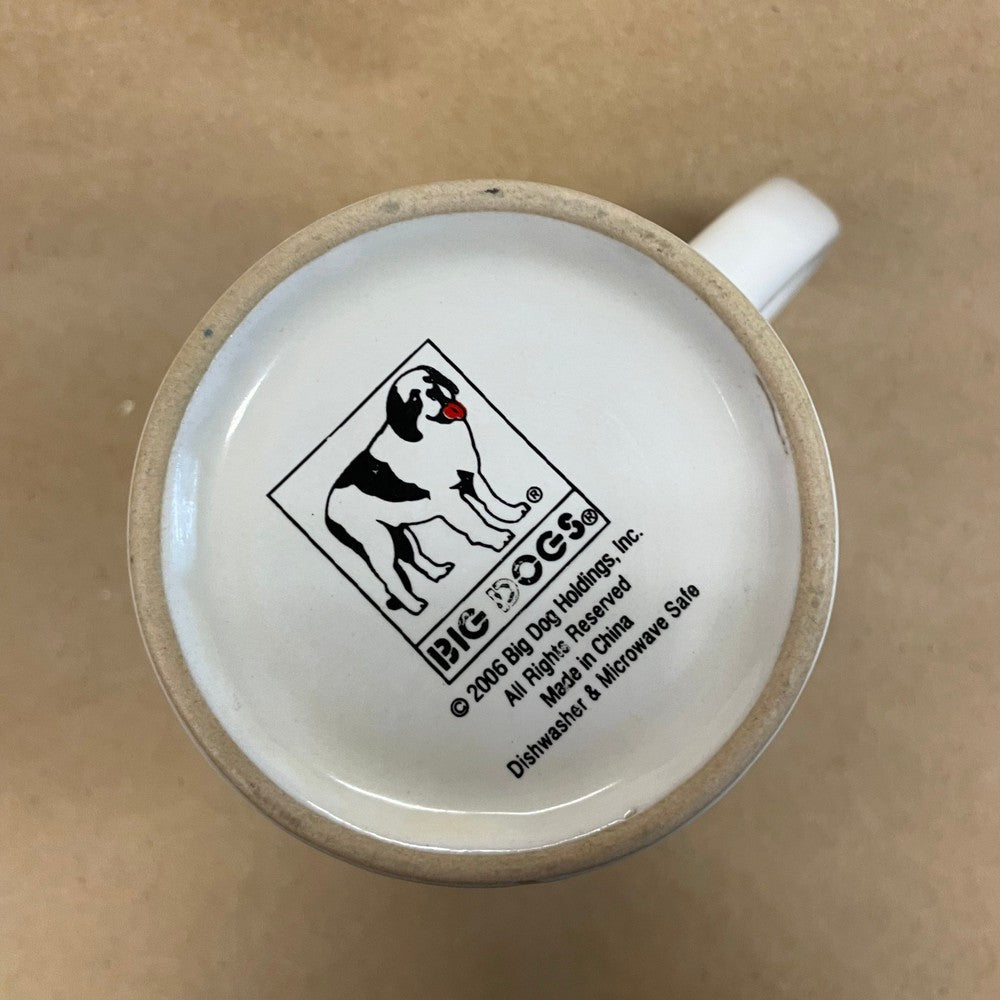 ®
BIG DOGS®
© 2006 Big Dog Holdings, Inc.
All Rights Reserved
Made in China
Dishwasher & Microwave Safe